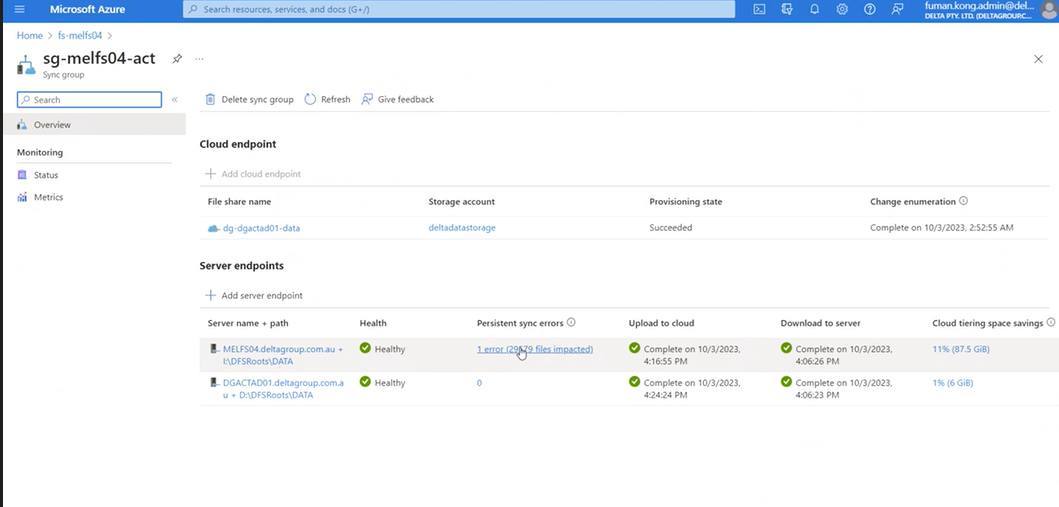 Microsoft Azure
Search resources, services, and docs (G+/)
fuman.kong.admin@del...
DELTA PTY. LTD. (DELTAGROUP.C...
Home > fs-melfs04 >
sg-melfs04-act
...
Sync group
Search
«
Overview
Monitoring
Status
Metrics
Delete sync group Refresh Give feedback
Cloud endpoint
Add cloud endpoint
File share name Storage account Provisioning state Change enumeration
dg-dgactad01-data deltadatastorage Succeeded Complete on 10/3/2023, 2:52:55 AM
Server endpoints
Add server endpoint
Server name + path Health Persistent sync errors Upload to cloud Download to server Cloud tiering space savings
MELFS04.deltagroup.com.au + Healthy 1 error files impacted) Complete on 10/3/2023, Complete on 10/3/2023, 11% (87.5 GiB)
I:\DFSRoots\DATA 4:16:55 PM 4:06:26 PM
DGACTAD01.deltagroup.com.a Healthy 0 Complete on 10/3/2023, Complete on 10/3/2023, 1% (6 GiB)
u + D:\DFSRoots\DATA 4:24:24 PM 4:06:23 PM